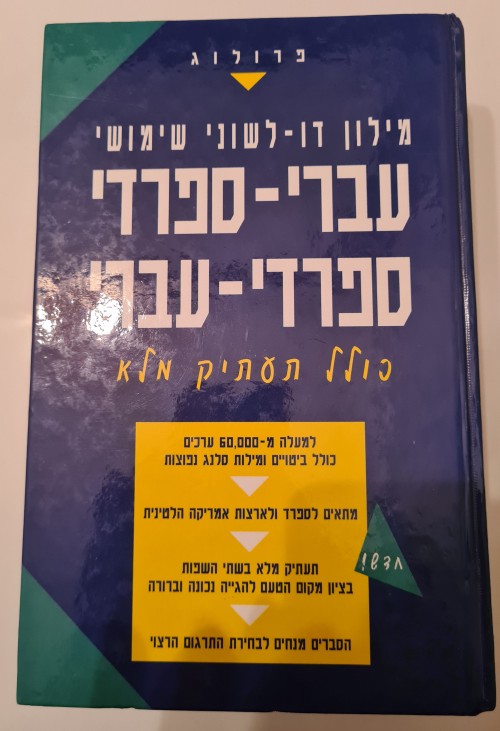 פרולוג
מילון דו-לשוני שימושי
עברי-ספרדי
ספרדי-עברי
כולל תעתיק מלא
למעלה מ-60,000 ערכים
כולל ביטויים ומילות סלנג נפוצות
מתאים לספרד ולארצות אמריקה הלטינית
תעתיק מלא בשתי השפות
בציון מקום הטעם להגייה נכונה וברורה
הסברים מנחים לבחירת התרגום הרצוי
חדש!